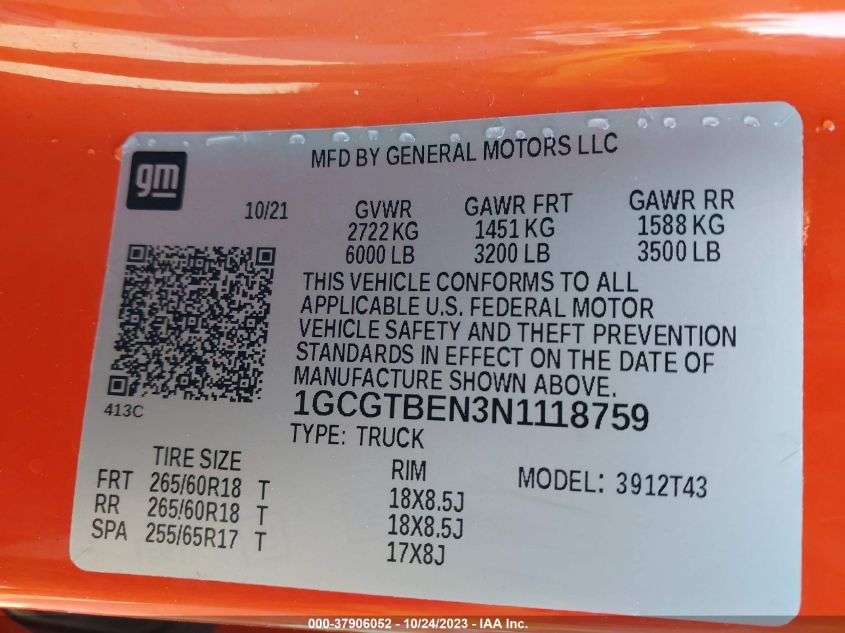 gm
MFD BY GENERAL MOTORS LLC
10/21
GVWR GAWR FRT GAWR RR
2722 KG 1451 KG 1588 KG
6000 LB 3200 LB 3500 LB
THIS VEHICLE CONFORMS TO ALL
APPLICABLE U.S. FEDERAL MOTOR
VEHICLE SAFETY AND THEFT PREVENTION
STANDARDS IN EFFECT ON THE DATE OF
MANUFACTURE SHOWN ABOVE.
413C
1GCGTBEN3N1118759
TYPE: TRUCK
TIRE SIZE RIM MODEL: 3912T43
FRT 265/60R18 T 18X8.5J
RR 265/60R18 T 18X8.5J
SPA 255/65R17 T 17X8J
000-37906052 - 10/24/2023 - IAA Inc.